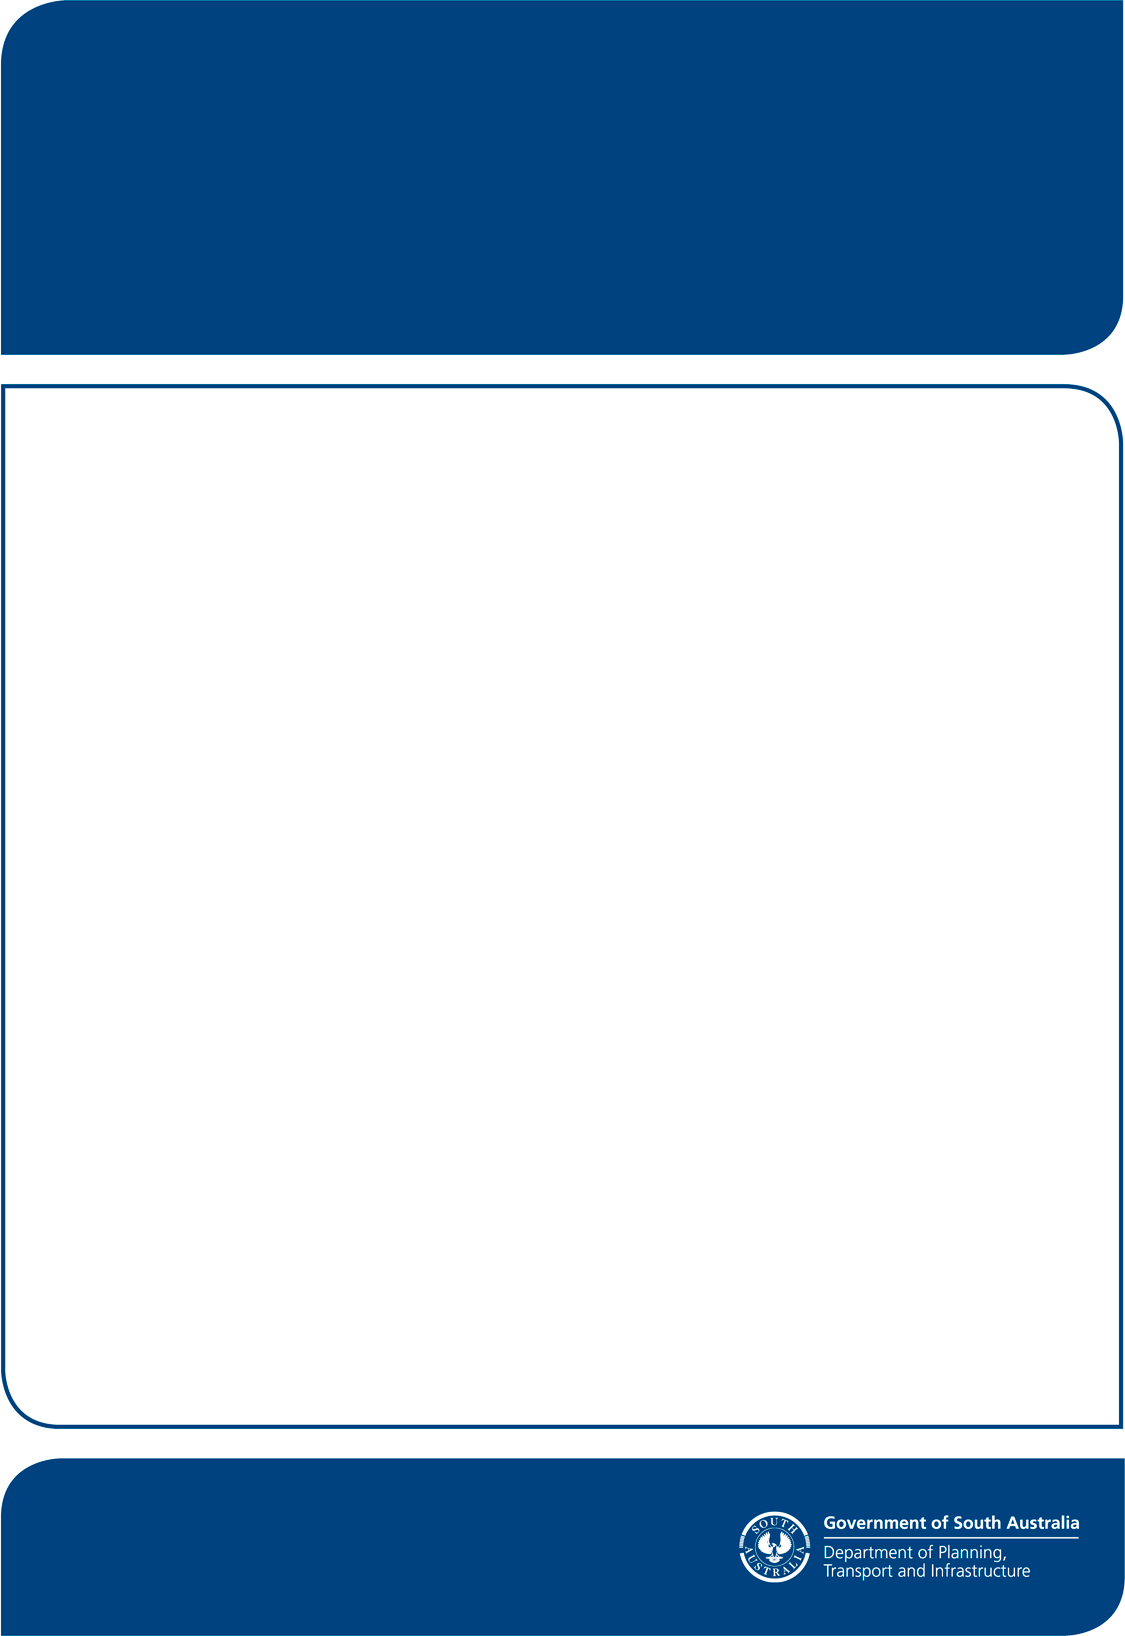 SOUTH
AUSTRALIA
Government of South Australia
Department of Planning,
Transport and Infrastructure